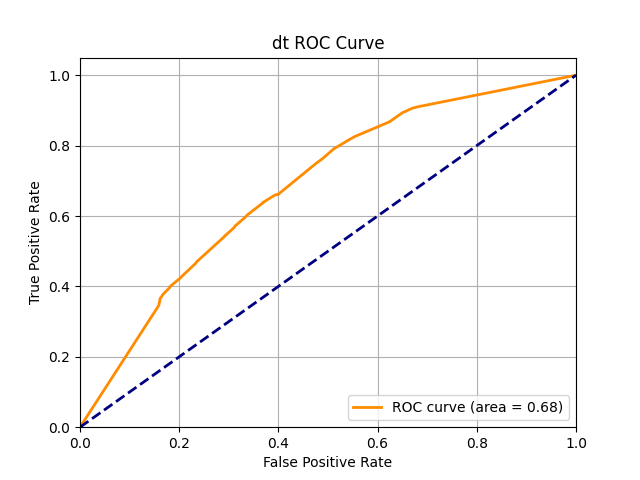 dt ROC Curve
True Positive Rate
1.0
0.8
0.6
0.4
0.2
0.0
ROC curve (area = 0.68)
0.0 0.2 0.4 0.6 0.8 1.0
False Positive Rate